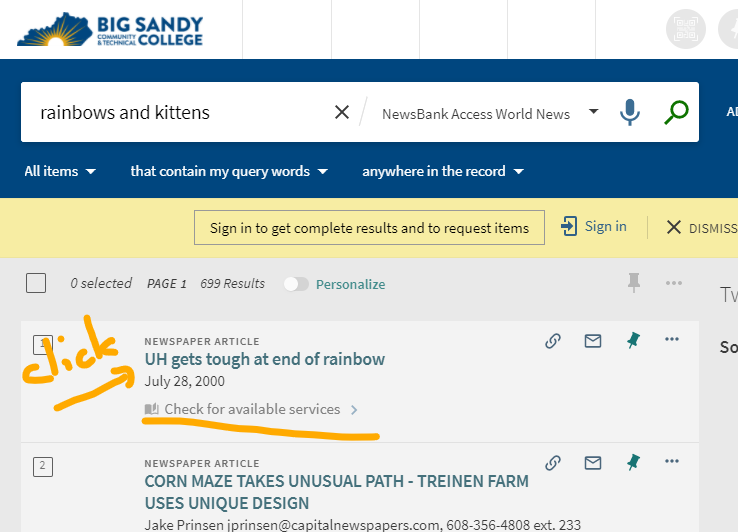 BIG SANDY
COMMUNITY
& TECHNICAL
COLLEGE
rainbows and kittens
NewsBank Access World News
All items
that contain my query words
anywhere in the record
Sign in to get complete results and to request items
Sign in
DISMISS
0 selected PAGE 1 699 Results
Personalize
click
1
NEWSPAPER ARTICLE
UH gets tough at end of rainbow
July 28, 2000
Check for available services
So
2
NEWSPAPER ARTICLE
CORN MAZE TAKES UNUSUAL PATH - TREINEN FARM
USES UNIQUE DESIGN
Jake Prinsen jprinsen@capitalnewspapers.com, 608-356-4808 ext. 233